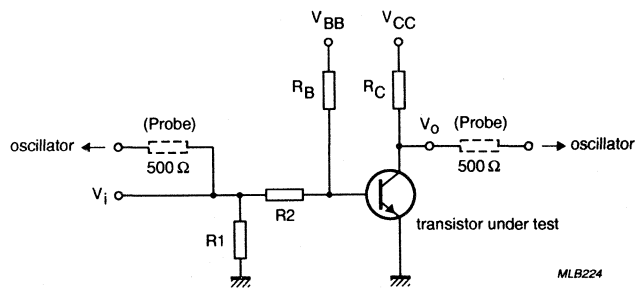 V_BB
V_CC
R_B
R_C
(Probe)
oscillator
500 Ω
V_o
(Probe)
500 Ω
oscillator
V_i
R2
R1
transistor under test
MLB224